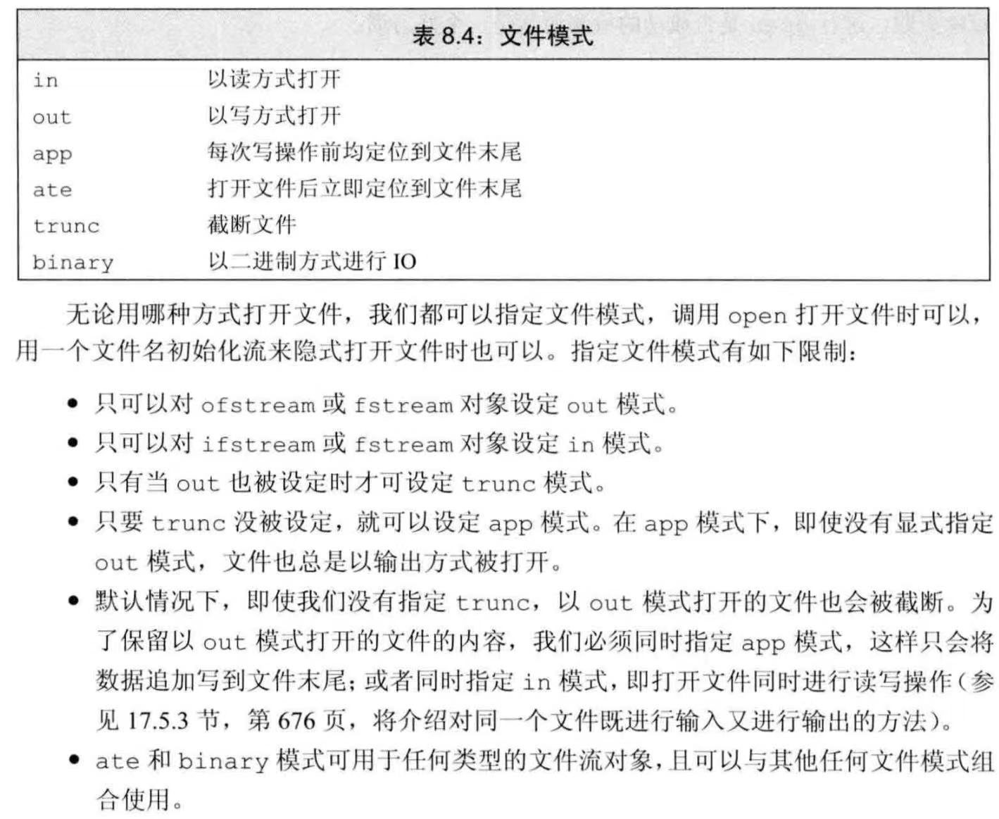 表 8.4：文件模式
in 以读方式打开
out 以写方式打开
app 每次写操作前均定位到文件末尾
ate 打开文件后立即定位到文件末尾
trunc 截断文件
binary 以二进制方式进行 IO
无论用哪种方式打开文件，我们都可以指定文件模式，调用 open 打开文件时可以，
用一个文件名初始化流来隐式打开文件时也可以。指定文件模式有如下限制：
● 只可以对 ofstream 或 fstream 对象设定 out 模式。
● 只可以对 ifstream 或 fstream 对象设定 in 模式。
● 只有当 out 也被设定时才可设定 trunc 模式。
● 只要 trunc 没被设定，就可以设定 app 模式。在 app 模式下，即使没有显式指定
out 模式，文件也总是以输出方式被打开。
● 默认情况下，即使我们没有指定 trunc，以 out 模式打开的文件也会被截断。为
了保留以 out 模式打开的文件的内容，我们必须同时指定 app 模式，这样只会将
数据追加写到文件末尾；或者同时指定 in 模式，即打开文件同时进行读写操作（参
见 17.5.3 节，第 676 页，将介绍对同一个文件既进行输入又进行输出的方法）。
● ate 和 binary 模式可用于任何类型的文件流对象，且可以与其他任何文件模式组
合使用。